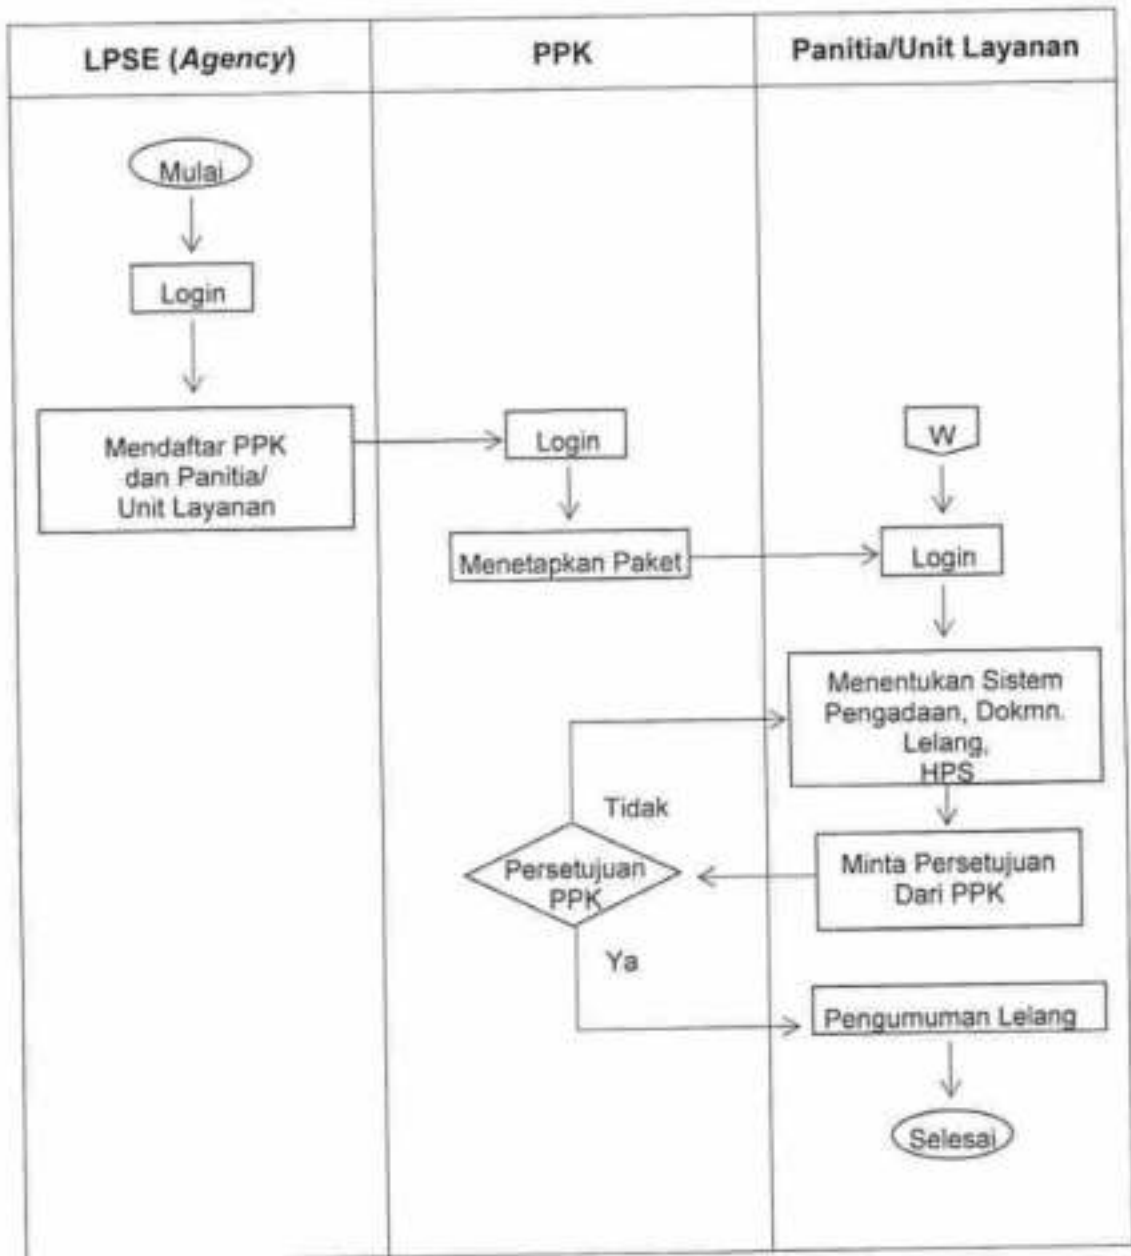 LPSE (Agency)
PPK
Panitia/Unit Layanan
Mulai
Login
Mendaftar PPK
dan Panitia/
Unit Layanan
Login
Menetapkan Paket
W
Login
Menentukan Sistem
Pengadaan, Dokmn.
Lelang,
HPS
Minta Persetujuan
Dari PPK
Persetujuan
PPK
Tidak
Ya
Pengumuman Lelang
Selesai